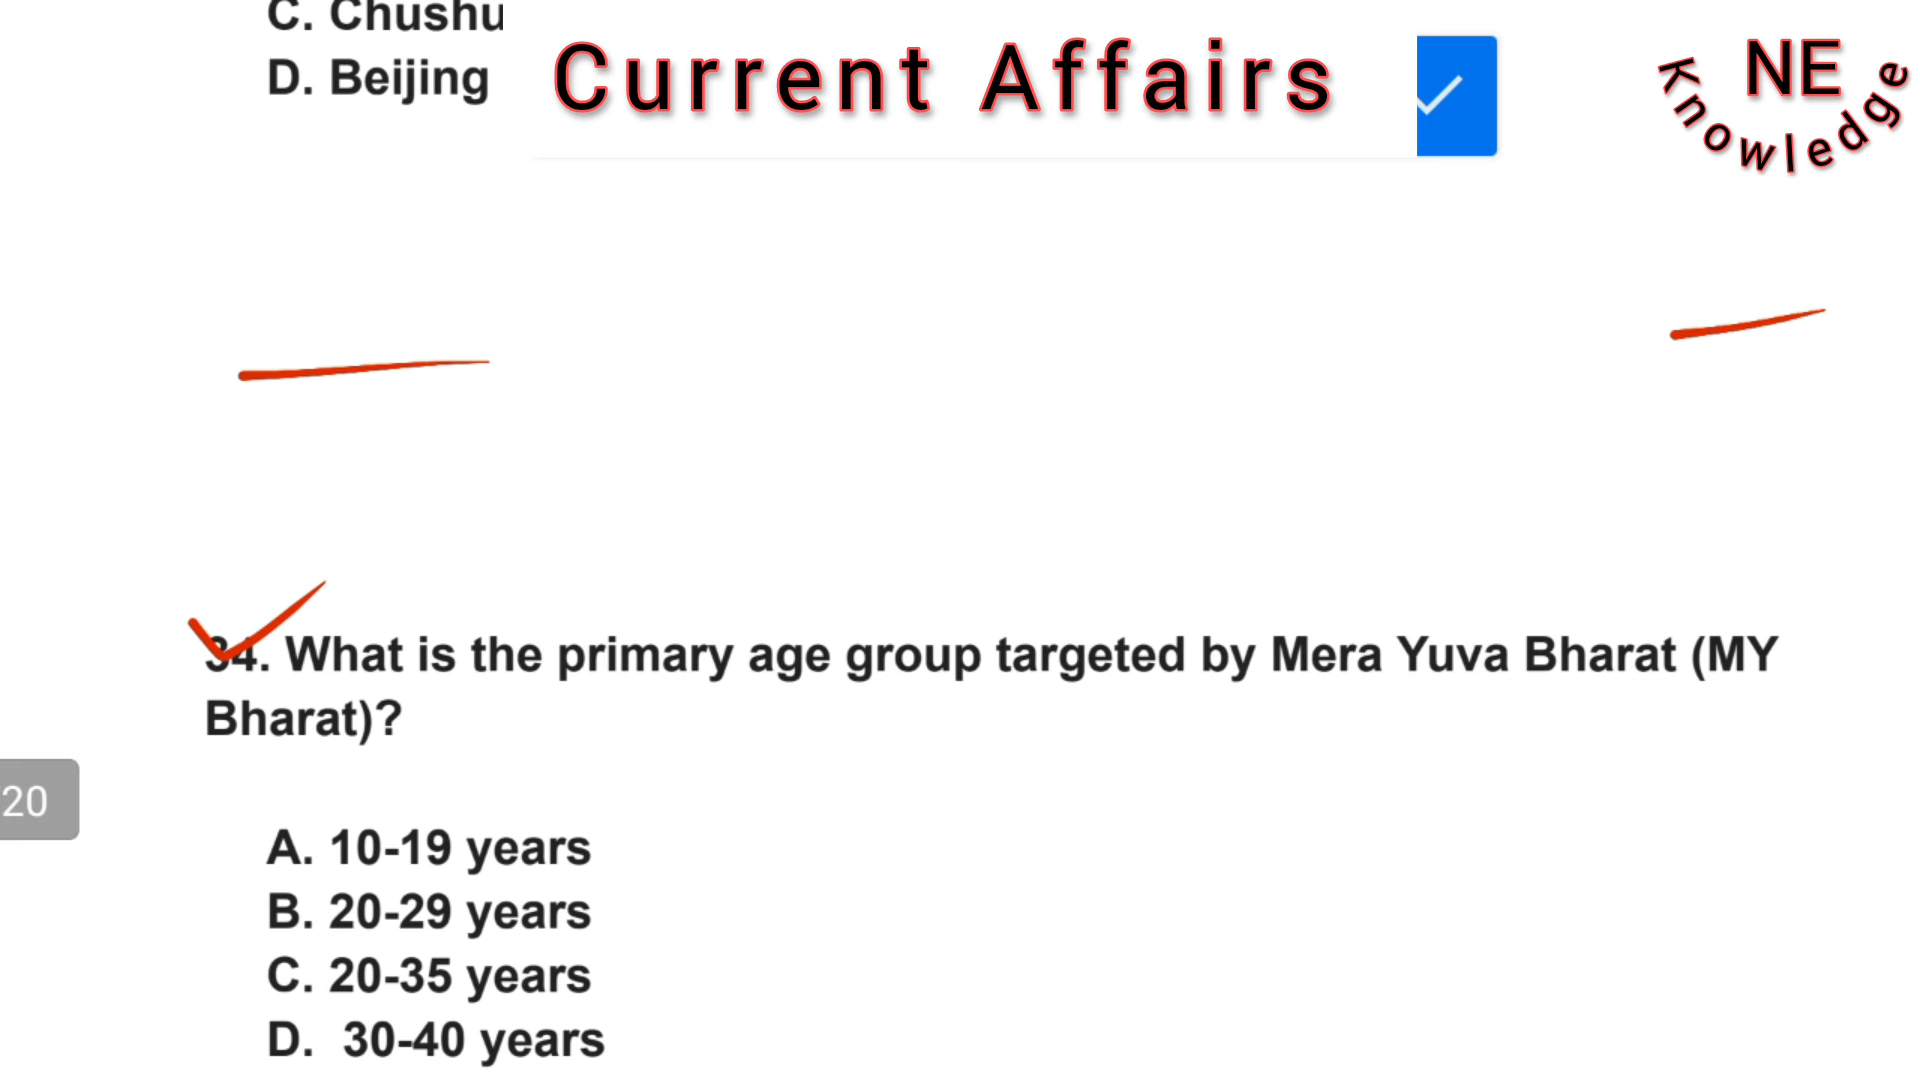 C. Chushu
D. Beijing
Current Affairs
NE
Knowledge
34. What is the primary age group targeted by Mera Yuva Bharat (MY
Bharat)?
20
A. 10-19 years
B. 20-29 years
C. 20-35 years
D. 30-40 years